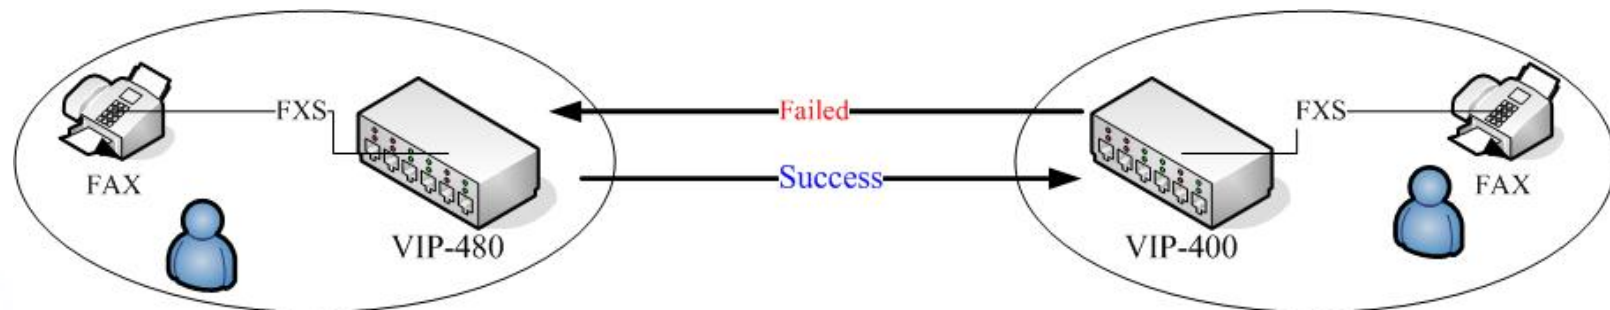 FXS
Failed
FXS
FAX
Success
FAX
VIP-480
VIP-400